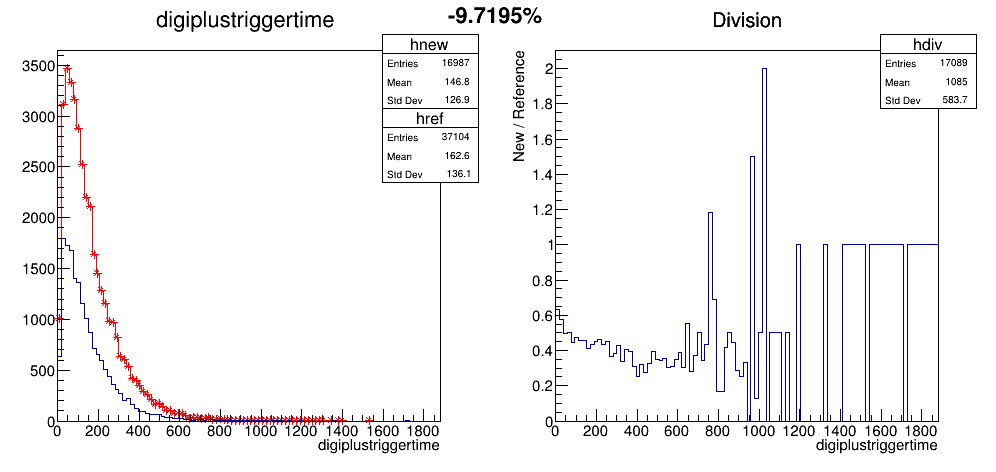 digiplustriggertime
-9.7195%
Division
hnew
Entries 16987
Mean 146.8
Std Dev 126.9
href
Entries 37104
Mean 162.6
Std Dev 136.1
3500
3000
2500
2000
1500
1000
500
0
0 200 400 600 800 1000 1200 1400 1600 1800
digiplustriggertime
hdiv
Entries 17089
Mean 1085
Std Dev 583.7
New / Reference
2
1.8
1.6
1.4
1.2
1
0.8
0.6
0.4
0.2
0
0 200 400 600 800 1000 1200 1400 1600 1800
digiplustriggertime